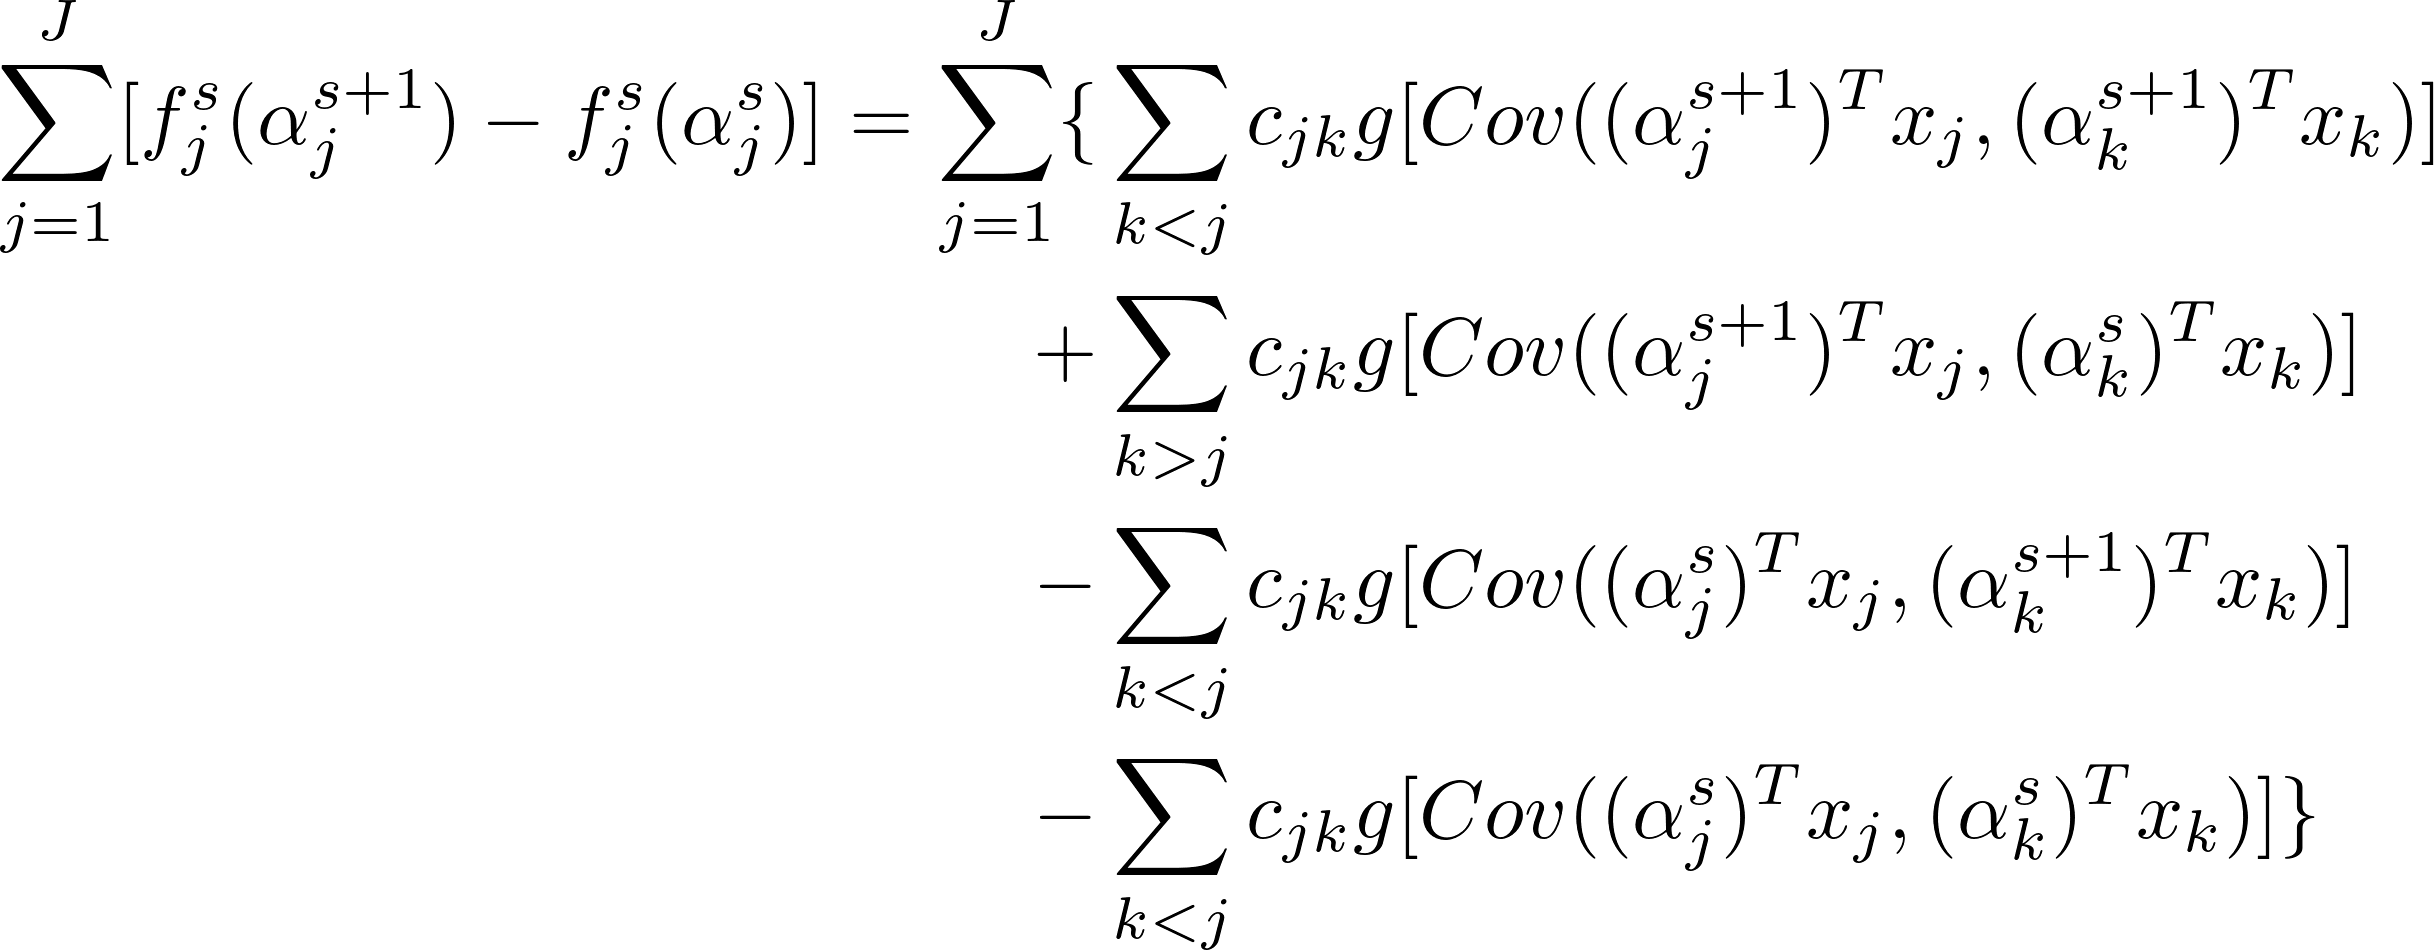 \sum_{j=1}^{J} [f_j^s(\alpha_j^{s+1}) - f_j^s(\alpha_j^s)] = \sum_{j=1}^{J} \{ \sum_{k<j} c_{jk} g[Cov((\alpha_j^{s+1})^T x_j, (\alpha_k^{s+1})^T x_k)]
+ \sum_{k>j} c_{jk} g[Cov((\alpha_j^{s+1})^T x_j, (\alpha_k^s)^T x_k)]
- \sum_{k<j} c_{jk} g[Cov((\alpha_j^s)^T x_j, (\alpha_k^{s+1})^T x_k)]
- \sum_{k<j} c_{jk} g[Cov((\alpha_j^s)^T x_j, (\alpha_k^s)^T x_k)] \}